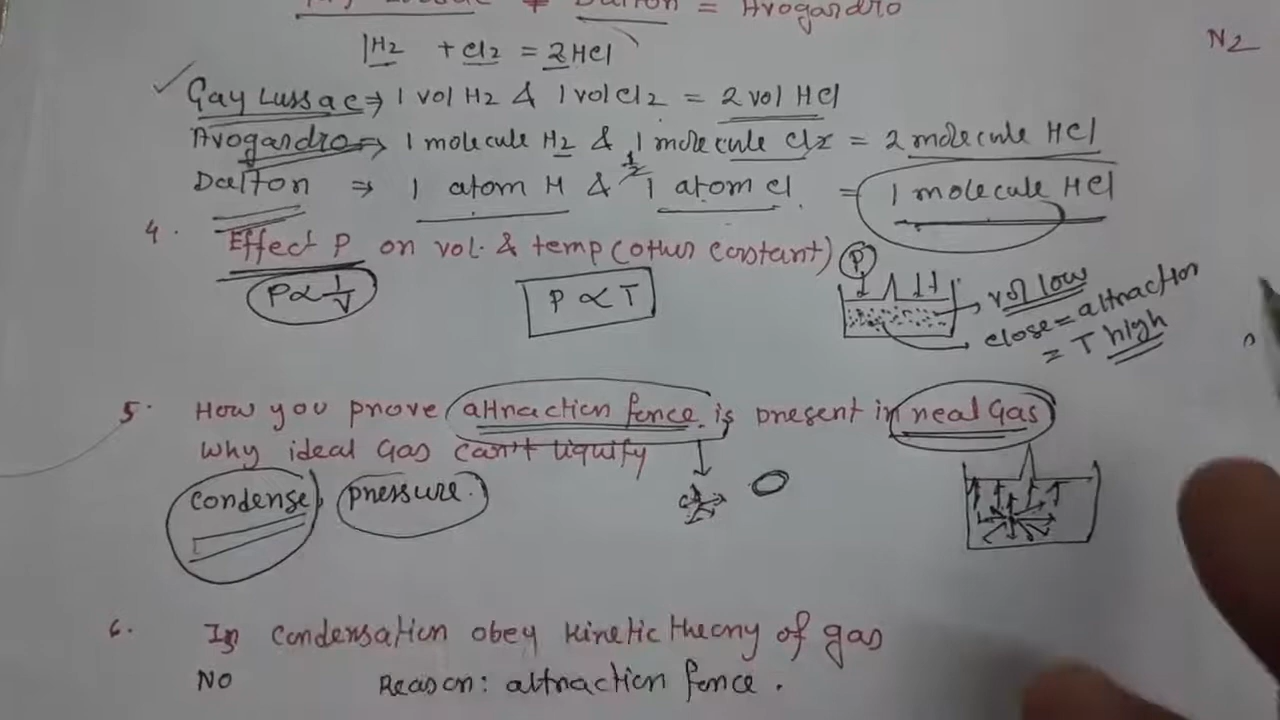 = Avogardro
N2
1H2 + Cl2 = 2HCl
Gay Lussac ⇒ 1 vol H2 & 1 vol Cl2 = 2 vol HCl
Avogardro ⇒ 1 molecule H2 & 1 molecule Cl2 = 2 molecule HCl
1/2
Dalton ⇒ 1 atom H & 1 atom Cl = 1 molecule HCl
4. Effect P on vol. & temp (other constant)
P
P∝1/V
P ∝ T
vol low
close = attraction
= T high
5. How you prove attraction force is present in real Gas
Why ideal Gas can't liquify
condense, pressure.
6. Is condensation obey kinetic theory of gas
NO Reason: attraction force.